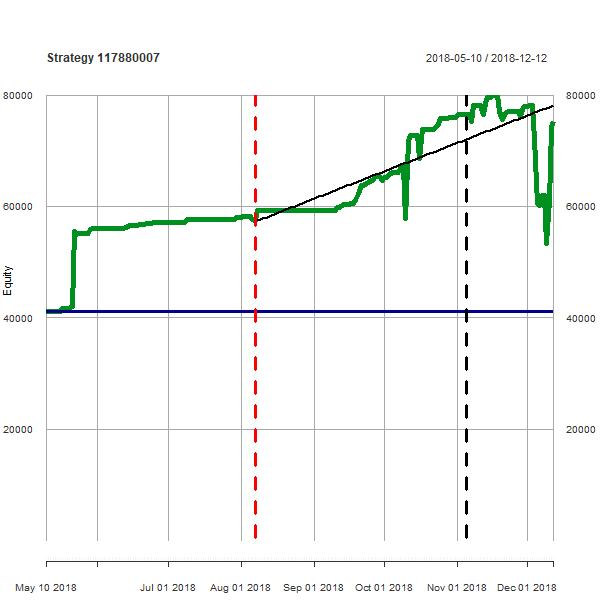 Strategy 117880007
2018-05-10 / 2018-12-12
80000
80000
60000
60000
Equity
40000
40000
20000
20000
May 10 2018
Jul 01 2018
Aug 01 2018
Sep 01 2018
Oct 01 2018
Nov 01 2018
Dec 01 2018